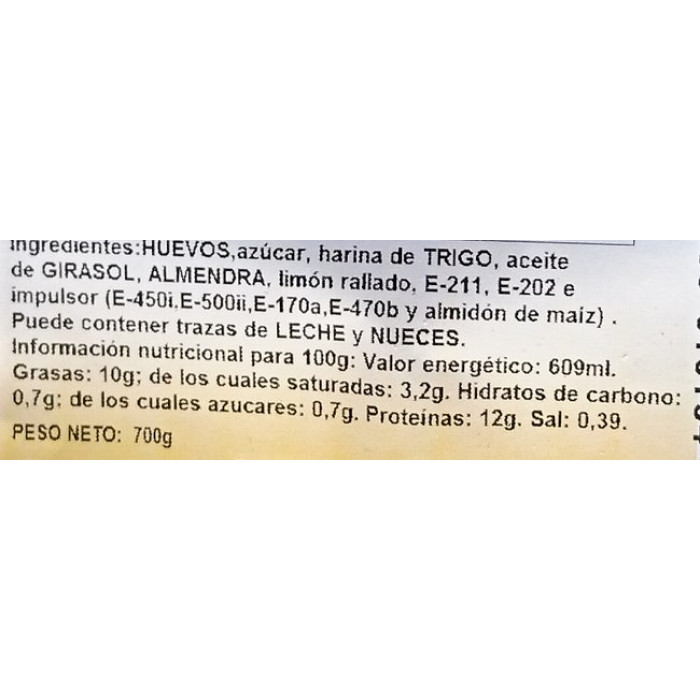 Ingredientes:HUEVOS,azúcar, harina de TRIGO, aceite
de GIRASOL, ALMENDRA, limón rallado, E-211, E-202 e
impulsor (E-450i,E-500ii,E-170a,E-470b y almidón de maíz) .
Puede contener trazas de LECHE y NUECES.
Información nutricional para 100g: Valor energético: 609ml.
Grasas: 10g; de los cuales saturadas: 3,2g. Hidratos de carbono:
0,7g; de los cuales azucares: 0,7g. Proteínas: 12g. Sal: 0,39.
PESO NETO: 700g